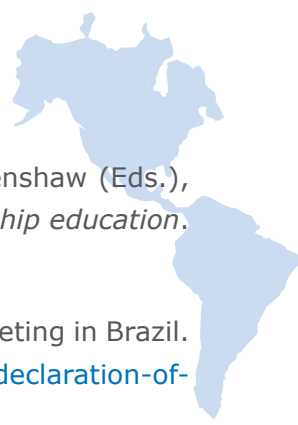 enshaw (Eds.),
hip education.
eting in Brazil.
declaration-of-